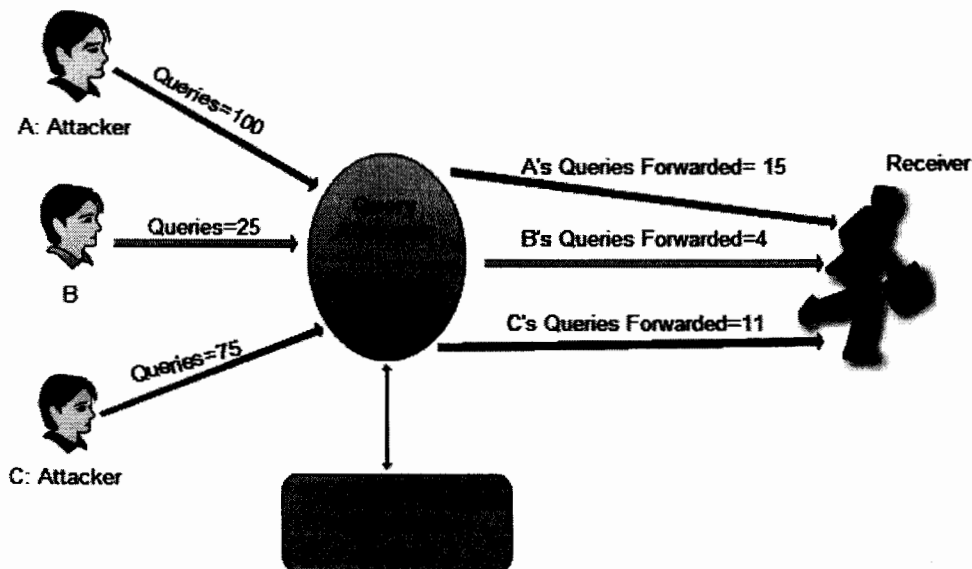 Queries=100
A: Attacker
A's Queries Forwarded= 15
Receiver
Queries=25
B's Queries Forwarded=4
B
C's Queries Forwarded=11
Queries=75
C: Attacker